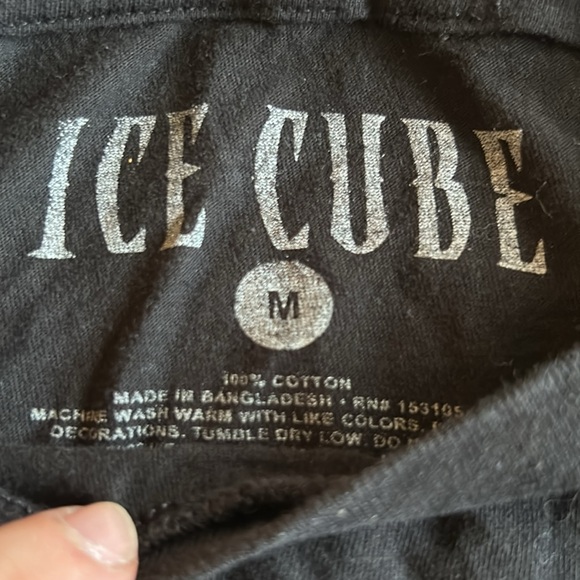 ICE CUBE
M
100% COTTON
MADE IN BANGLADESH • RN# 153105
MACHINE WASH WARM WITH LIKE COLORS.
DECORATIONS. TUMBLE DRY LOW. DO